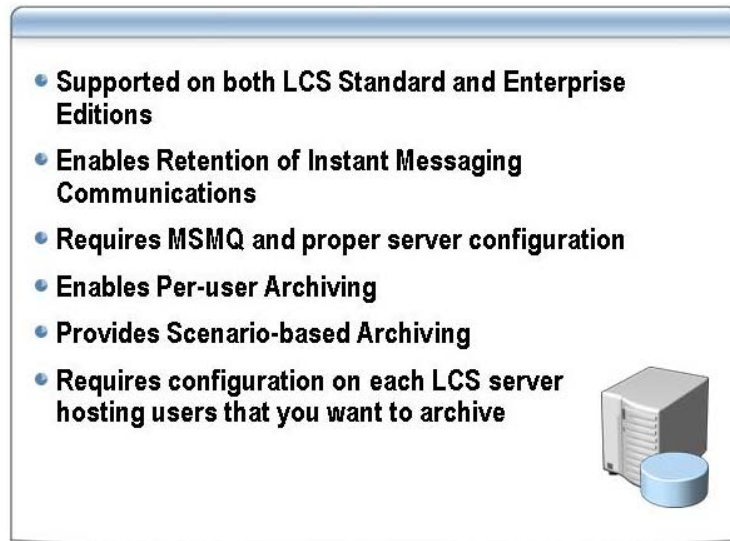 Supported on both LCS Standard and Enterprise
Editions
Enables Retention of Instant Messaging
Communications
Requires MSMQ and proper server configuration
Enables Per-user Archiving
Provides Scenario-based Archiving
Requires configuration on each LCS server
hosting users that you want to archive